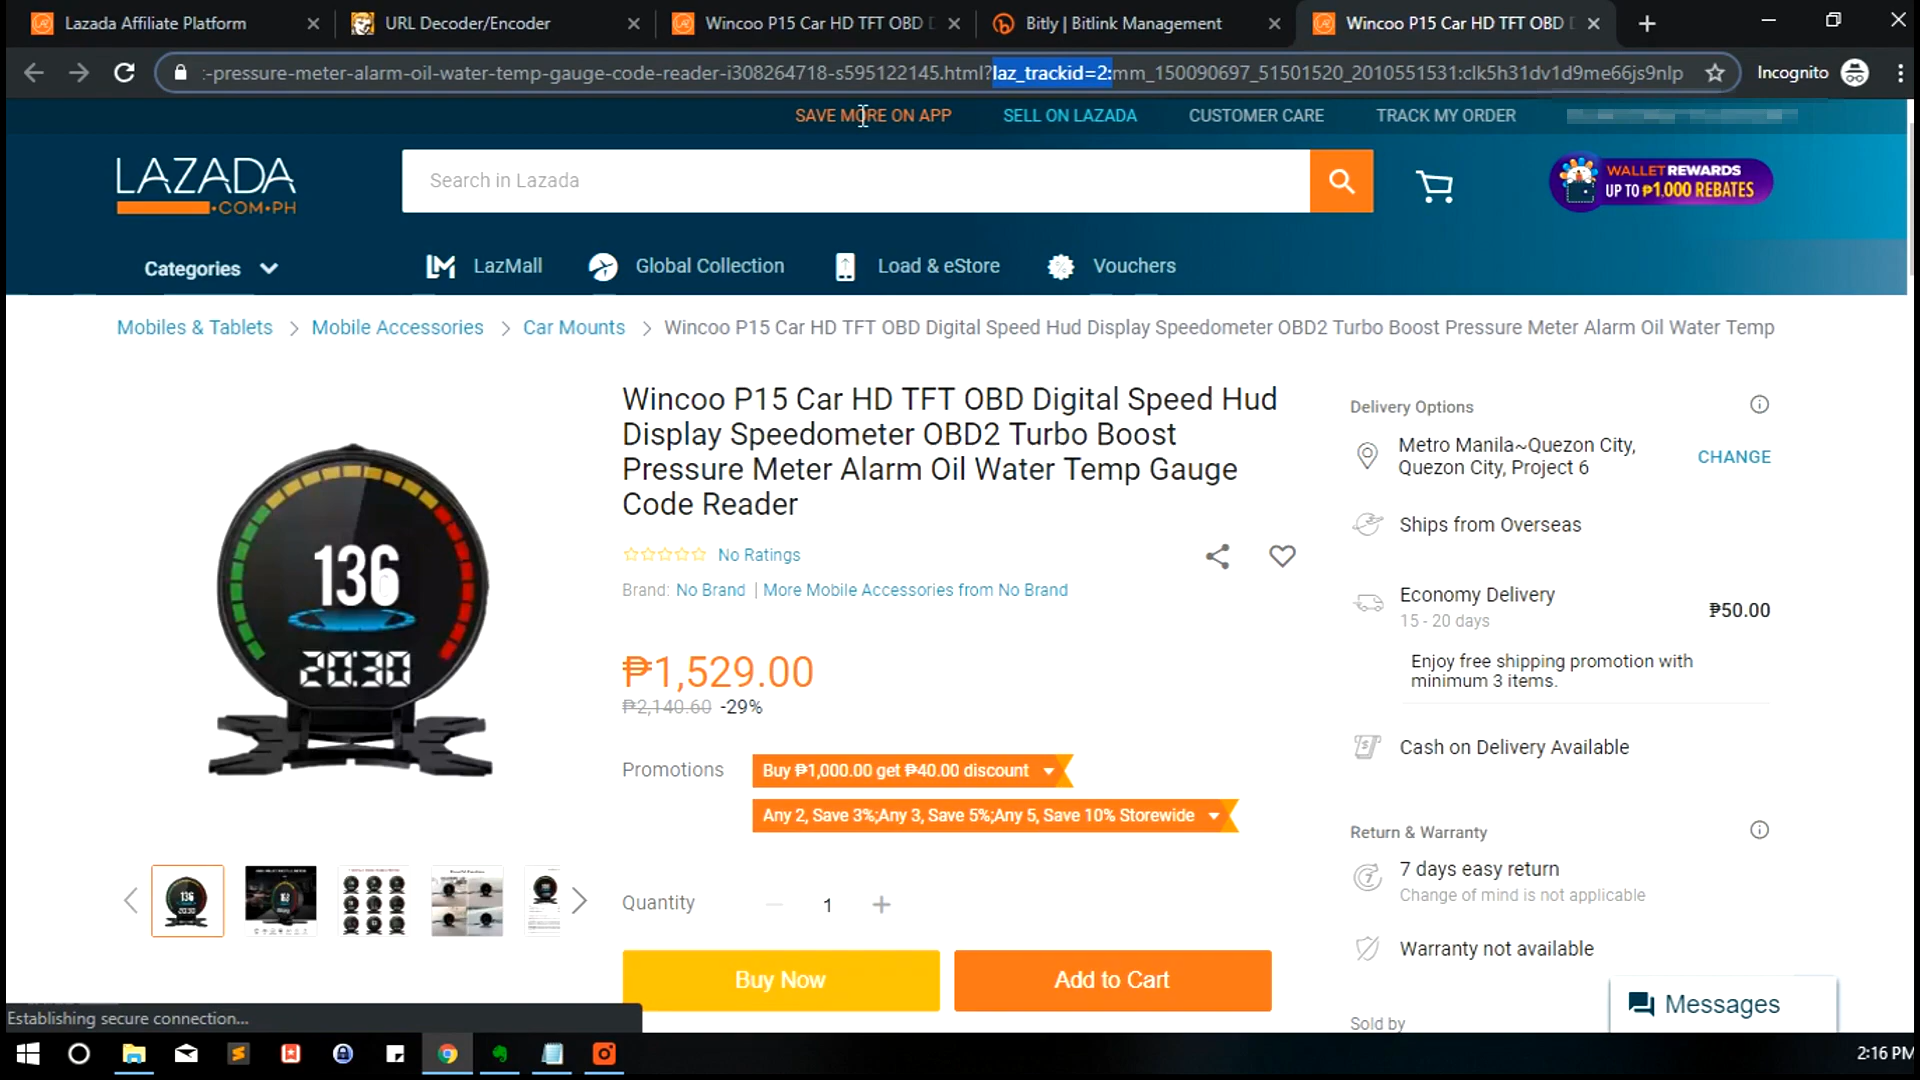 Lazada Affiliate Platform
URL Decoder/Encoder
Wincoo P15 Car HD TFT OBD D
Bitly | Bitlink Management
Wincoo P15 Car HD TFT OBD D
:-pressure-meter-alarm-oil-water-temp-gauge-code-reader-i308264718-s595122145.html?laz_trackid=2:mm_150090697_51501520_2010551531:clk5h31dv1d9me66js9nlp
Incognito
SAVE MORE ON APP
SELL ON LAZADA
CUSTOMER CARE
TRACK MY ORDER
LAZADA
.COM.PH
Search in Lazada
WALLET REWARDS
UP TO ₱1,000 REBATES
Categories
LazMall
Global Collection
Load & eStore
Vouchers
Mobiles & Tablets
Mobile Accessories
Car Mounts
Wincoo P15 Car HD TFT OBD Digital Speed Hud Display Speedometer OBD2 Turbo Boost Pressure Meter Alarm Oil Water Temp
136
20:30
Wincoo P15 Car HD TFT OBD Digital Speed Hud
Display Speedometer OBD2 Turbo Boost
Pressure Meter Alarm Oil Water Temp Gauge
Code Reader
No Ratings
Brand: No Brand | More Mobile Accessories from No Brand
₱1,529.00
₱2,140.60 -29%
Promotions
Buy ₱1,000.00 get ₱40.00 discount
Any 2, Save 3%;Any 3, Save 5%;Any 5, Save 10% Storewide
Quantity
1
Buy Now
Add to Cart
Delivery Options
Metro Manila~Quezon City,
Quezon City, Project 6
CHANGE
Ships from Overseas
Economy Delivery
₱50.00
15 - 20 days
Enjoy free shipping promotion with
minimum 3 items.
Cash on Delivery Available
Return & Warranty
7 days easy return
Change of mind is not applicable
Warranty not available
Sold by
Messages
Establishing secure connection...
2:16 PM